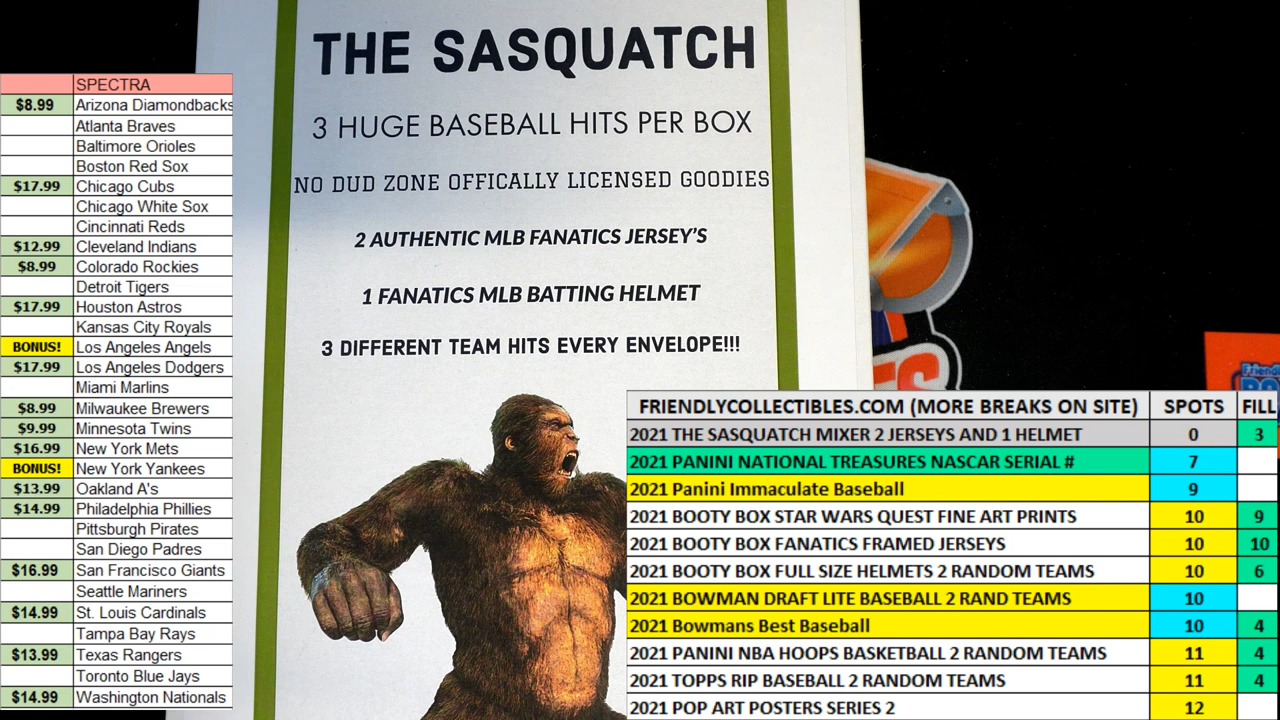 THE SASQUATCH
3 HUGE BASEBALL HITS PER BOX
NO DUD ZONE OFFICALLY LICENSED GOODIES
2 AUTHENTIC MLB FANATICS JERSEY'S
1 FANATICS MLB BATTING HELMET
3 DIFFERENT TEAM HITS EVERY ENVELOPE!!!
SPECTRA
$8.99 Arizona Diamondbacks
Atlanta Braves
Baltimore Orioles
Boston Red Sox
$17.99 Chicago Cubs
Chicago White Sox
Cincinnati Reds
$12.99 Cleveland Indians
$8.99 Colorado Rockies
Detroit Tigers
$17.99 Houston Astros
Kansas City Royals
BONUS! Los Angeles Angels
$17.99 Los Angeles Dodgers
Miami Marlins
$8.99 Milwaukee Brewers
$9.99 Minnesota Twins
$16.99 New York Mets
BONUS! New York Yankees
$13.99 Oakland A's
$14.99 Philadelphia Phillies
Pittsburgh Pirates
San Diego Padres
$16.99 San Francisco Giants
Seattle Mariners
$14.99 St. Louis Cardinals
Tampa Bay Rays
$13.99 Texas Rangers
Toronto Blue Jays
$14.99 Washington Nationals
FRIENDLYCOLLECTIBLES.COM (MORE BREAKS ON SITE) SPOTS FILL
2021 THE SASQUATCH MIXER 2 JERSEYS AND 1 HELMET 0 3
2021 PANINI NATIONAL TREASURES NASCAR SERIAL # 7
2021 Panini Immaculate Baseball 9
2021 BOOTY BOX STAR WARS QUEST FINE ART PRINTS 10 9
2021 BOOTY BOX FANATICS FRAMED JERSEYS 10 10
2021 BOOTY BOX FULL SIZE HELMETS 2 RANDOM TEAMS 10 6
2021 BOWMAN DRAFT LITE BASEBALL 2 RAND TEAMS 10
2021 Bowmans Best Baseball 10 4
2021 PANINI NBA HOOPS BASKETBALL 2 RANDOM TEAMS 11 4
2021 TOPPS RIP BASEBALL 2 RANDOM TEAMS 11 4
2021 POP ART POSTERS SERIES 2 12